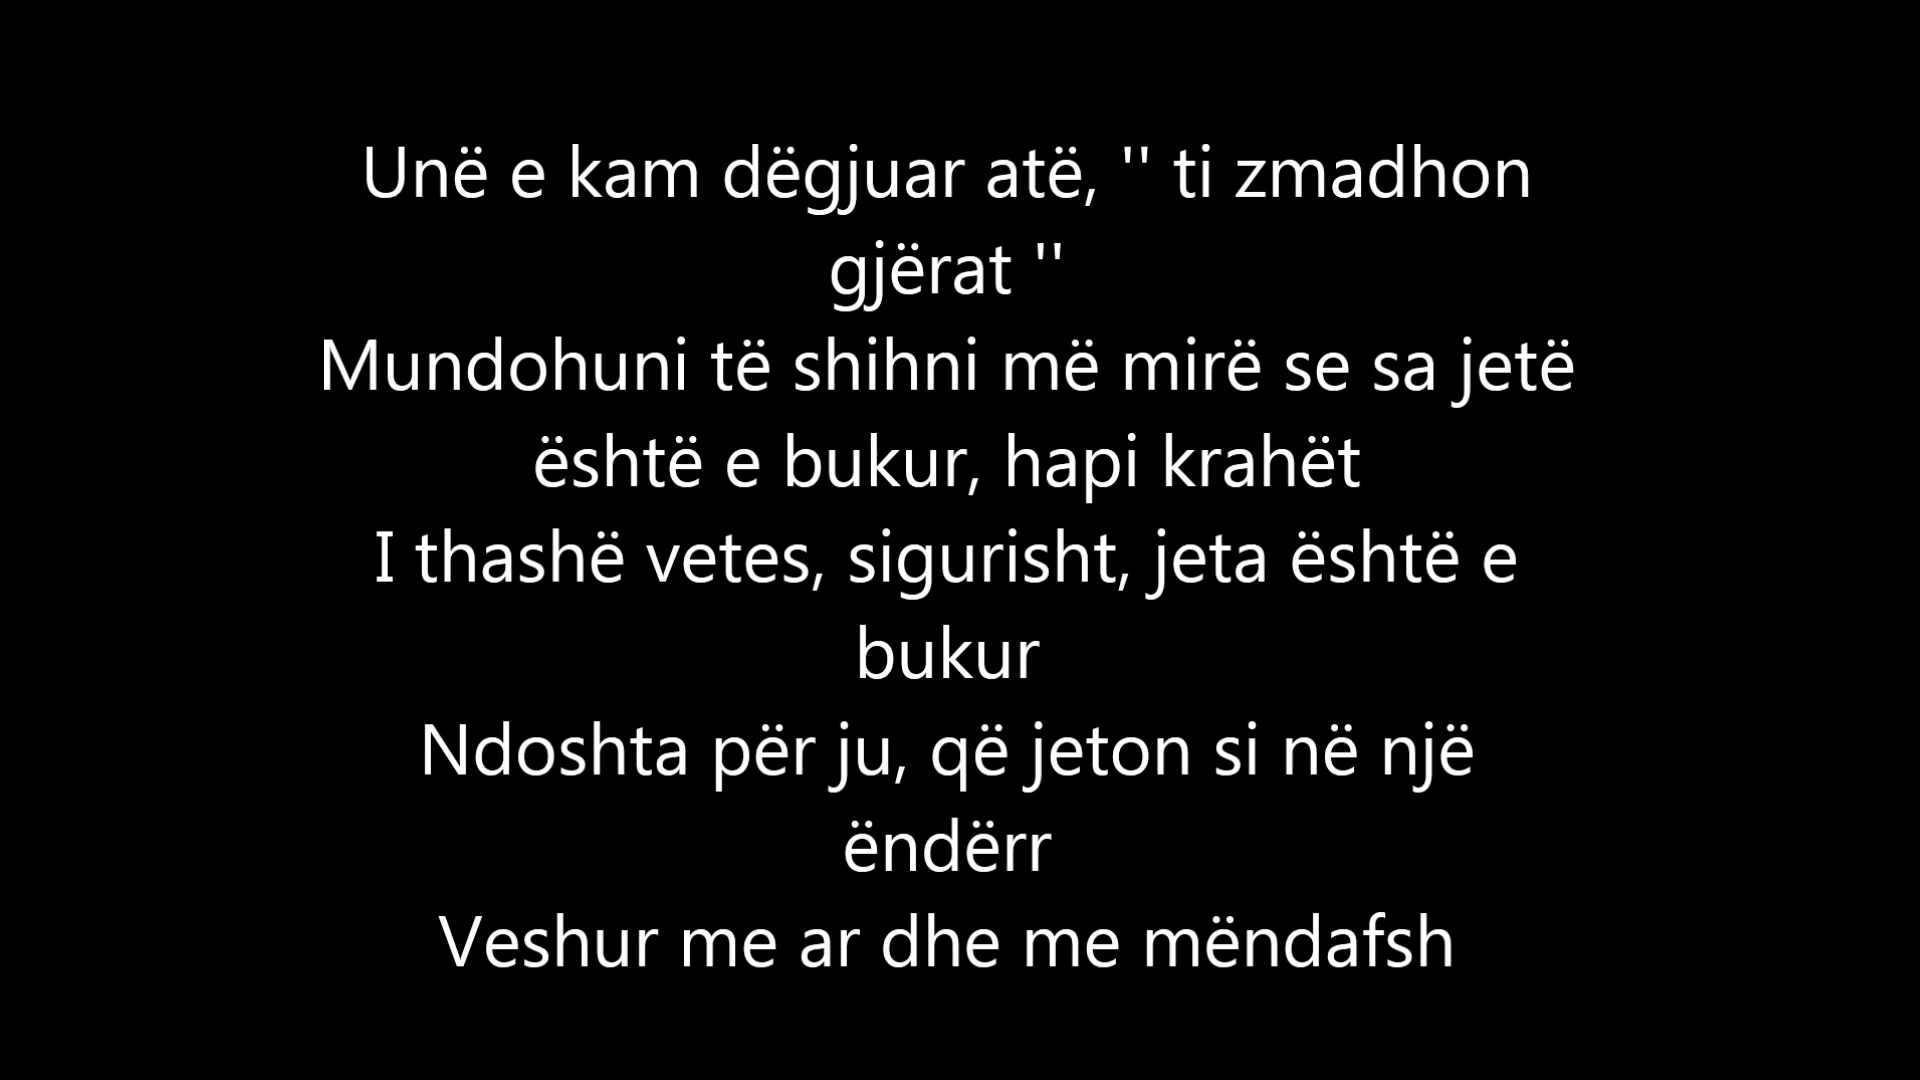 Unë e kam dëgjuar atë, '' ti zmadhon
gjërat ''
Mundohuni të shihni më mirë se sa jetë
është e bukur, hapi krahët
I thashë vetes, sigurisht, jeta është e
bukur
Ndoshta për ju, që jeton si në një
ëndërr
Veshur me ar dhe me mëndafsh